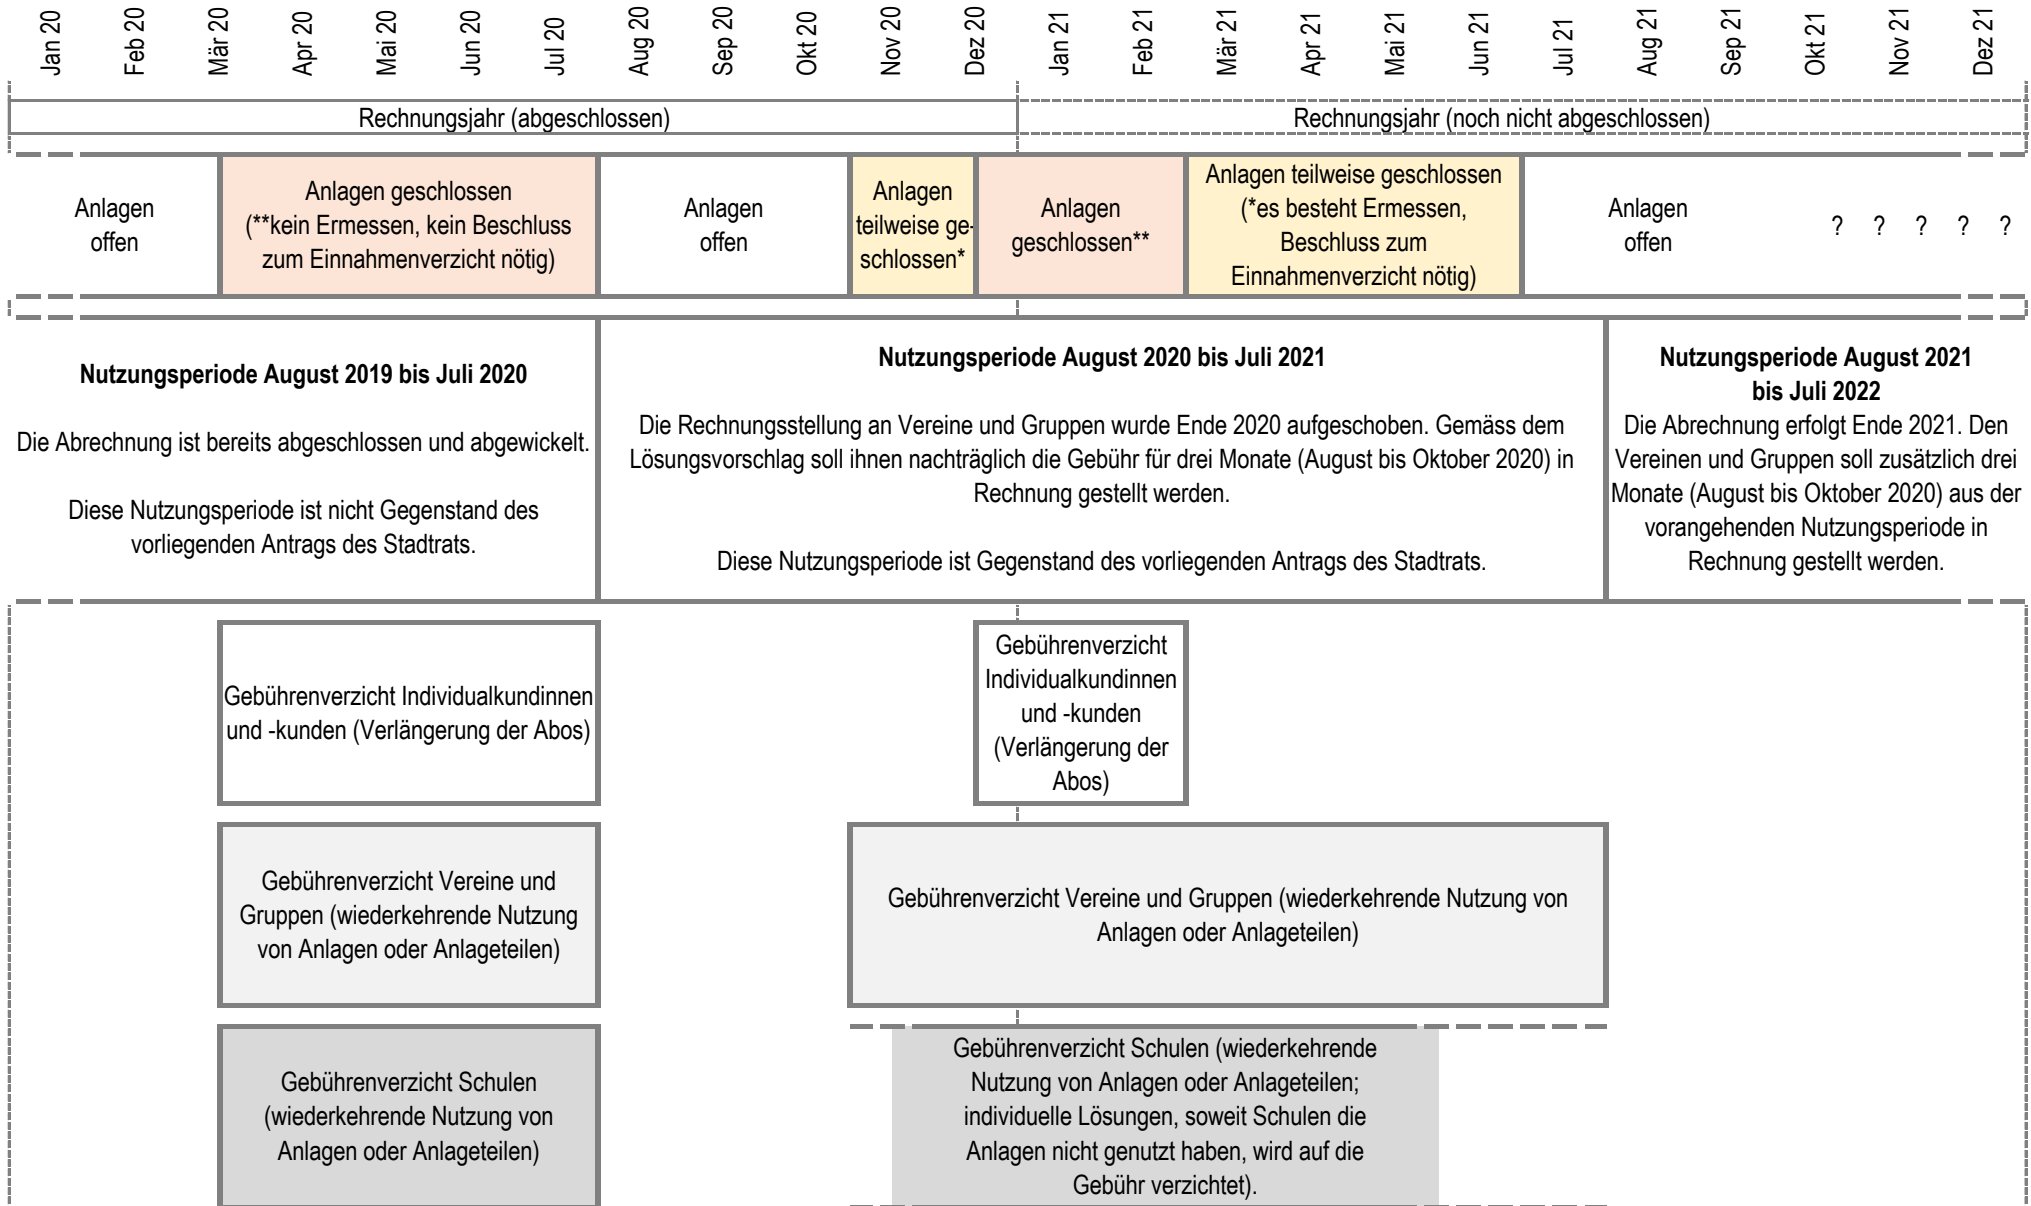 Jan 20
Feb 20
Mär 20
Apr 20
Mai 20
Jun 20
Jul 20
Aug 20
Sep 20
Okt 20
Nov 20
Dez 20
Jan 21
Feb 21
Mär 21
Apr 21
Mai 21
Jun 21
Jul 21
Aug 21
Sep 21
Okt 21
Nov 21
Dez 21
Rechnungsjahr (abgeschlossen)
Rechnungsjahr (noch nicht abgeschlossen)
Anlagen
offen
Anlagen geschlossen
(**kein Ermessen, kein Beschluss
zum Einnahmenverzicht nötig)
Anlagen
offen
Anlagen
teilweise ge-
schlossen*
Anlagen
geschlossen**
Anlagen teilweise geschlossen
(*es besteht Ermessen,
Beschluss zum
Einnahmenverzicht nötig)
Anlagen
offen
? ? ? ? ?
Nutzungsperiode August 2019 bis Juli 2020
Die Abrechnung ist bereits abgeschlossen und abgewickelt.
Diese Nutzungsperiode ist nicht Gegenstand des
vorliegenden Antrags des Stadtrats.
Nutzungsperiode August 2020 bis Juli 2021
Die Rechnungsstellung an Vereine und Gruppen wurde Ende 2020 aufgeschoben. Gemäss dem
Lösungsvorschlag soll ihnen nachträglich die Gebühr für drei Monate (August bis Oktober 2020) in
Rechnung gestellt werden.
Diese Nutzungsperiode ist Gegenstand des vorliegenden Antrags des Stadtrats.
Nutzungsperiode August 2021
bis Juli 2022
Die Abrechnung erfolgt Ende 2021. Den
Vereinen und Gruppen soll zusätzlich drei
Monate (August bis Oktober 2020) aus der
vorangehenden Nutzungsperiode in
Rechnung gestellt werden.
Gebührenverzicht Individualkundinnen
und -kunden (Verlängerung der Abos)
Gebührenverzicht
Individualkundinnen
und -kunden
(Verlängerung der
Abos)
Gebührenverzicht Vereine und
Gruppen (wiederkehrende Nutzung
von Anlagen oder Anlageteilen)
Gebührenverzicht Vereine und Gruppen (wiederkehrende Nutzung von
Anlagen oder Anlageteilen)
Gebührenverzicht Schulen
(wiederkehrende Nutzung von
Anlagen oder Anlageteilen)
Gebührenverzicht Schulen (wiederkehrende
Nutzung von Anlagen oder Anlageteilen;
individuelle Lösungen, soweit Schulen die
Anlagen nicht genutzt haben, wird auf die
Gebühr verzichtet).